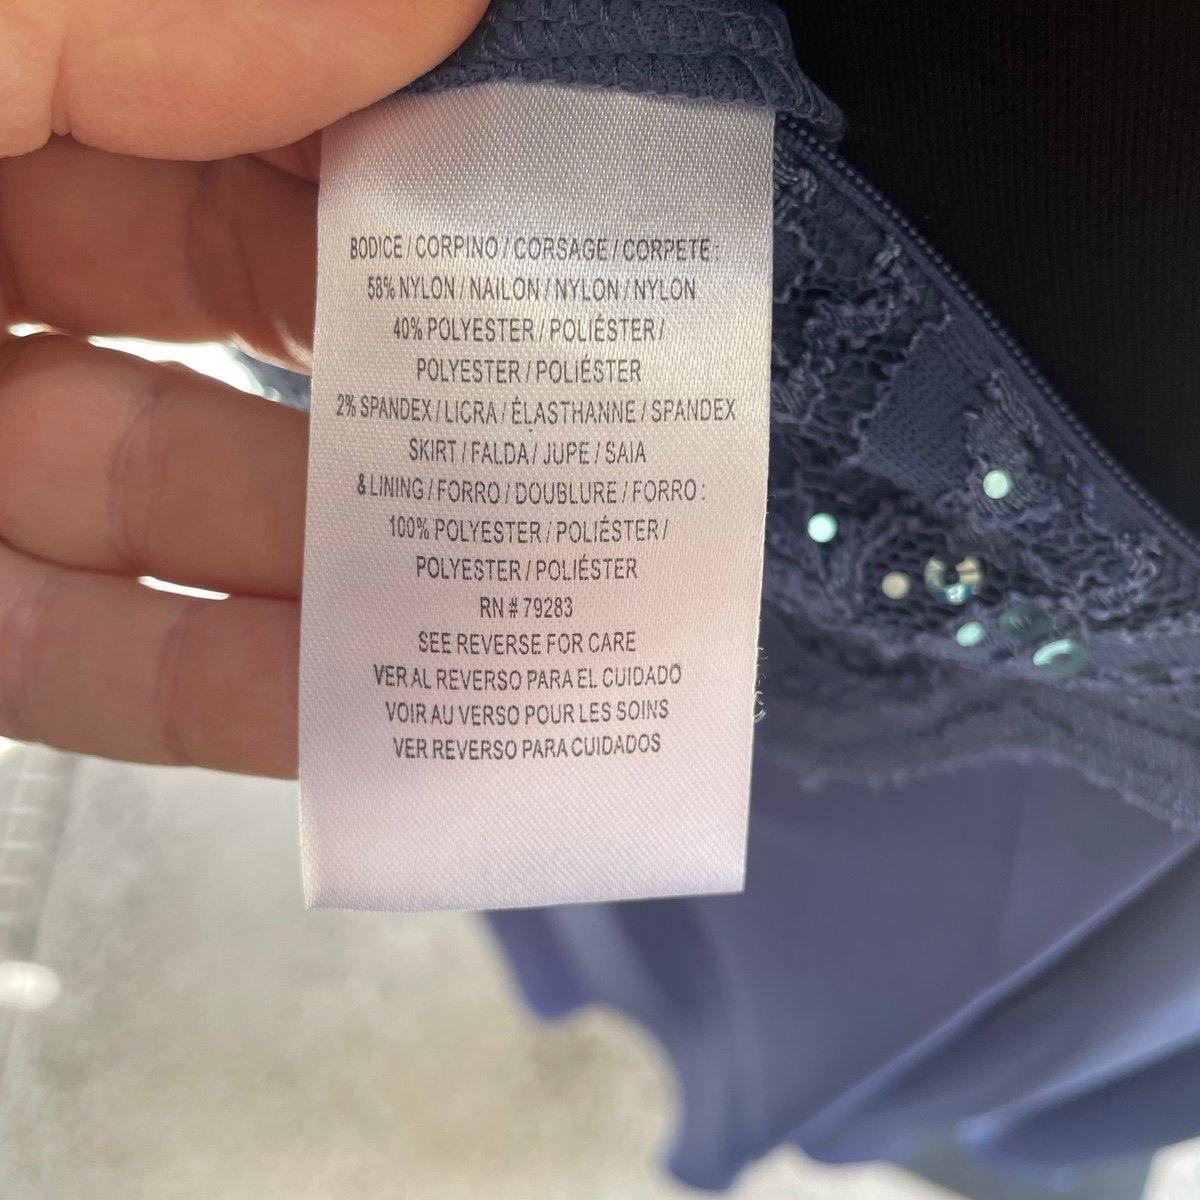 BODICE / CORPINO / CORSAGE / CORPETE :
58% NYLON / NAILON / NYLON / NYLON
40% POLYESTER / POLIÉSTER /
POLYESTER / POLIÉSTER
2% SPANDEX / LICRA / ÉLASTHANNE / SPANDEX
SKIRT / FALDA / JUPE / SAIA
& LINING / FORRO / DOUBLURE / FORRO :
100% POLYESTER / POLIÉSTER /
POLYESTER / POLIÉSTER
RN # 79283
SEE REVERSE FOR CARE
VER AL REVERSO PARA EL CUIDADO
VOIR AU VERSO POUR LES SOINS
VER REVERSO PARA CUIDADOS